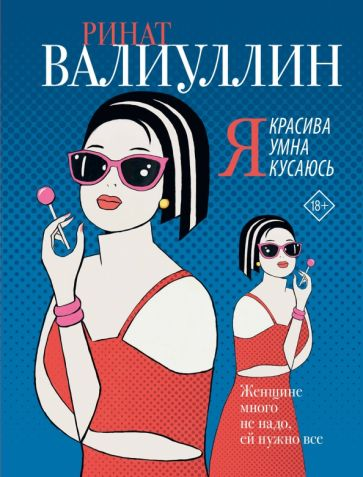 РИНАТ
ВАЛИУЛЛИН
Я КРАСИВА
УМНА
КУСАЮСЬ
18+
Женщине
много
не надо,
ей нужно все